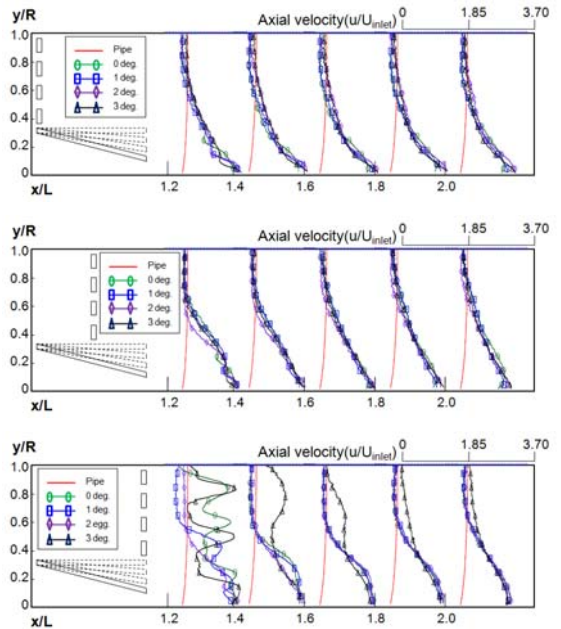 y/R
Axial velocity(u/Uinlet)
0
1.85
3.70
1.0
0.8
0.6
0.4
0.2
0
Pipe
0 deg.
1 deg.
2 deg.
3 deg.
x/L
1.2
1.4
1.6
1.8
2.0
y/R
Axial velocity(u/Uinlet)
0
1.85
3.70
1.0
0.8
0.6
0.4
0.2
0
Pipe
0 deg.
1 deg.
2 deg.
3 deg.
x/L
1.2
1.4
1.6
1.8
2.0
y/R
Axial velocity(u/Uinlet)
0
1.85
3.70
1.0
0.8
0.6
0.4
0.2
0
Pipe
0 deg.
1 deg.
2 egg.
3 deg.
x/L
1.2
1.4
1.6
1.8
2.0